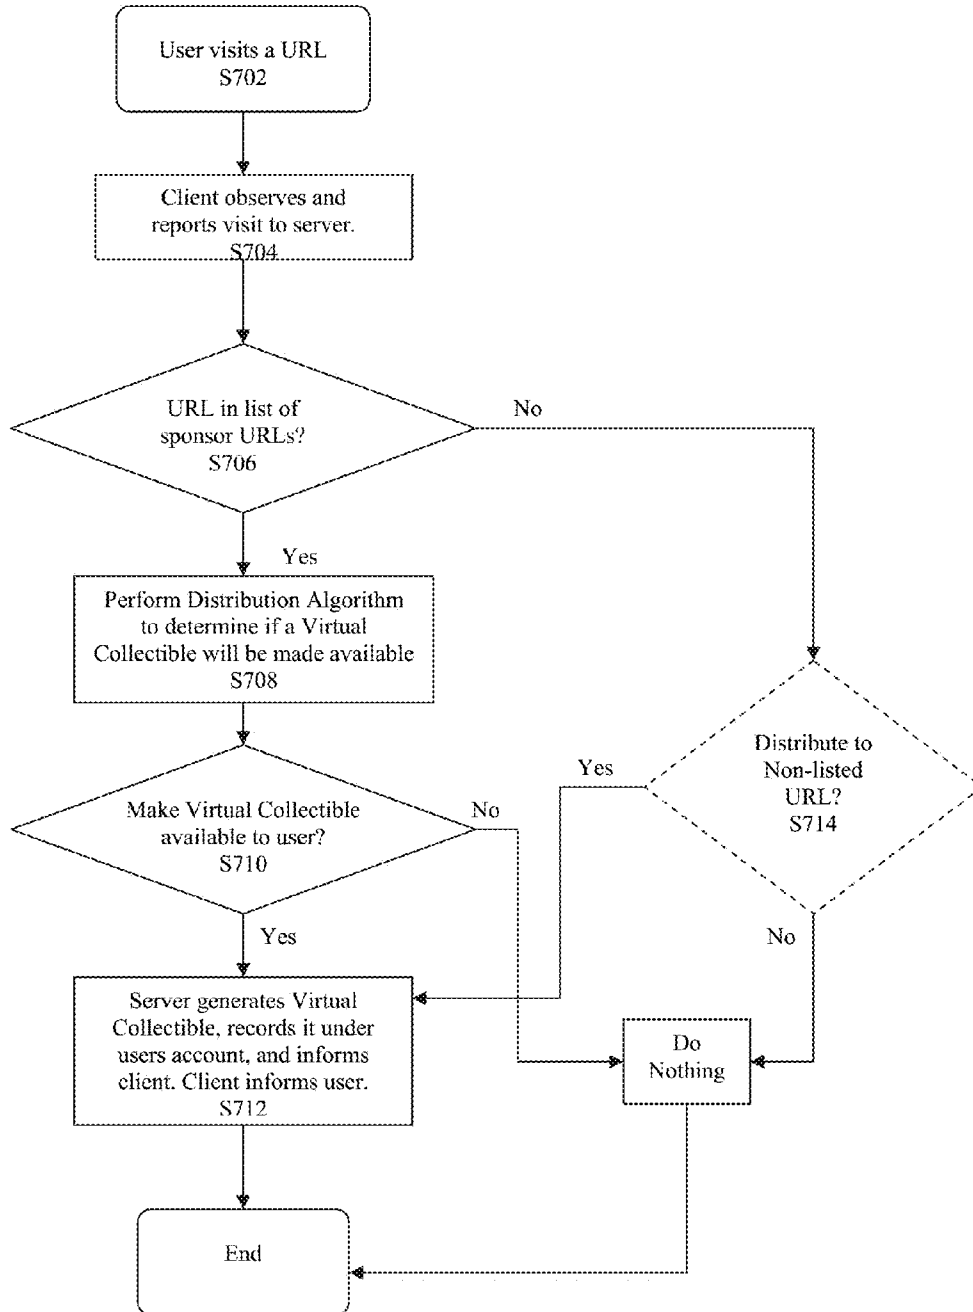 User visits a URL
S702
Client observes and
reports visit to server.
S704
URL in list of
sponsor URLs?
S706
No
Yes
Perform Distribution Algorithm
to determine if a Virtual
Collectible will be made available
S708
Distribute to
Non-listed
URL?
S714
Yes
Make Virtual Collectible
available to user?
S710
No
Yes
No
Server generates Virtual
Collectible, records it under
users account, and informs
client. Client informs user.
S712
Do
Nothing
End